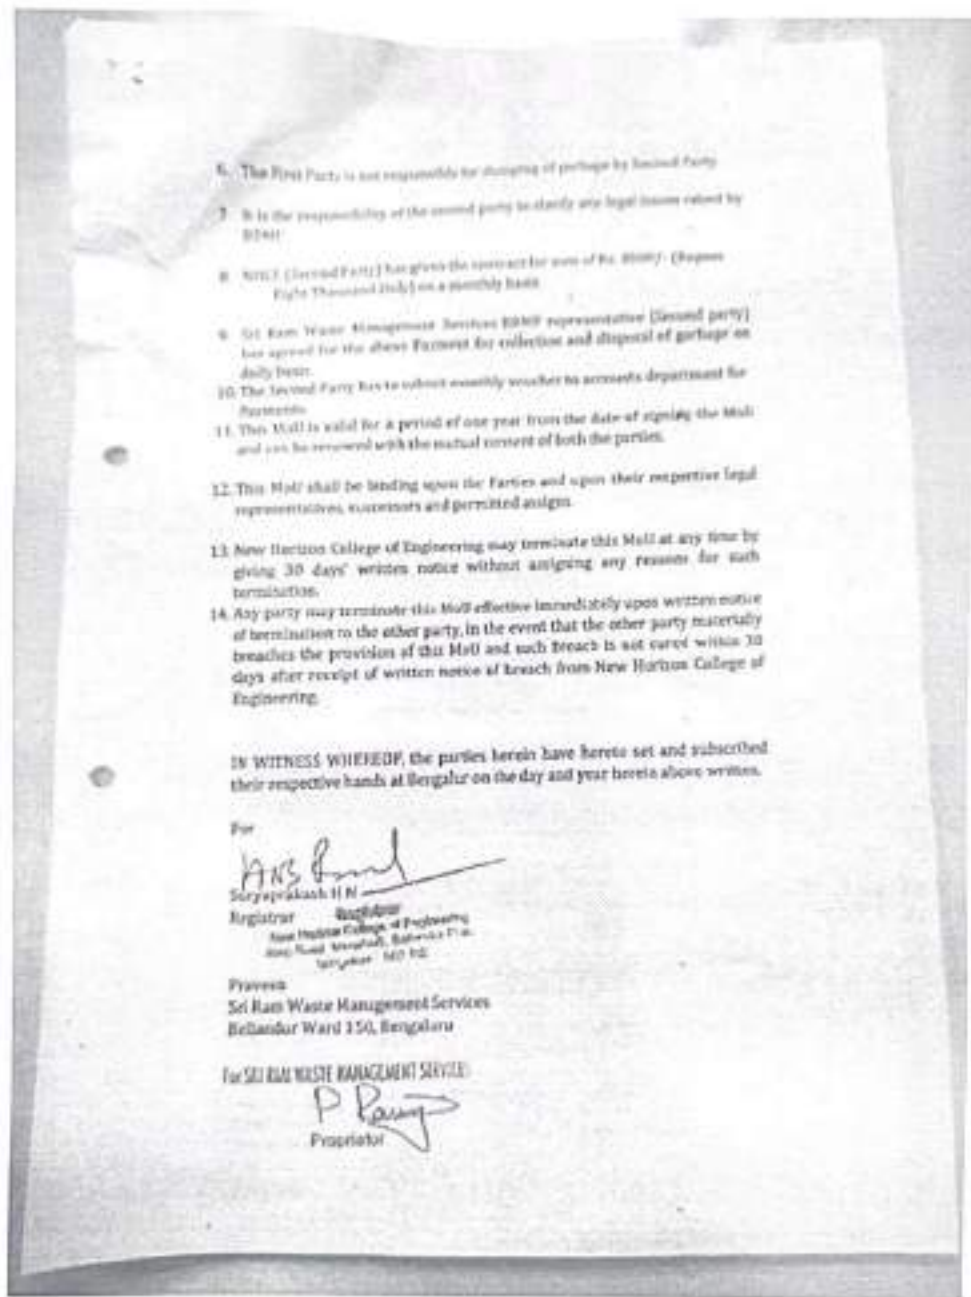 6. The First Party is not responsible for dumping of garbage by Second Party
7. It is the responsibility of the second party to clarify any legal issues raised by
8. (Second Party) has given the contract for sum of Rs. 8000/- (Rupees
Eight Thousand Only) on a monthly basis
9. Sri Ram Waste Management Services BBMP representative (Second party)
has agreed for the above Payment for collection and disposal of garbage on
daily basis.
10. The Second Party has to submit monthly voucher to accounts department for
Payments.
11. This MoU is valid for a period of one year from the date of signing the MoU
and can be renewed with the mutual consent of both the parties.
12. This MoU shall be binding upon the Parties and upon their respective legal
representatives, successors and permitted assigns.
13. New Horizon College of Engineering may terminate this MoU at any time by
giving 30 days' written notice without assigning any reasons for such
termination.
14. Any party may terminate this MoU effective immediately upon written notice
of termination to the other party, in the event that the other party materially
breaches the provision of this MoU and such breach is not cured within 30
days after receipt of written notice of breach from New Horizon College of
Engineering.
IN WITNESS WHEREOF, the parties herein have hereto set and subscribed
their respective hands at Bengalur on the day and year herein above written.
For
Suryaprakash H N
Registrar
Registrar
New Horizon College of Engineering
Praveen
Sri Ram Waste Management Services
Bellandur Ward 150, Bengaluru
For SRI RAM WASTE MANAGEMENT SERVICES
Proprietor